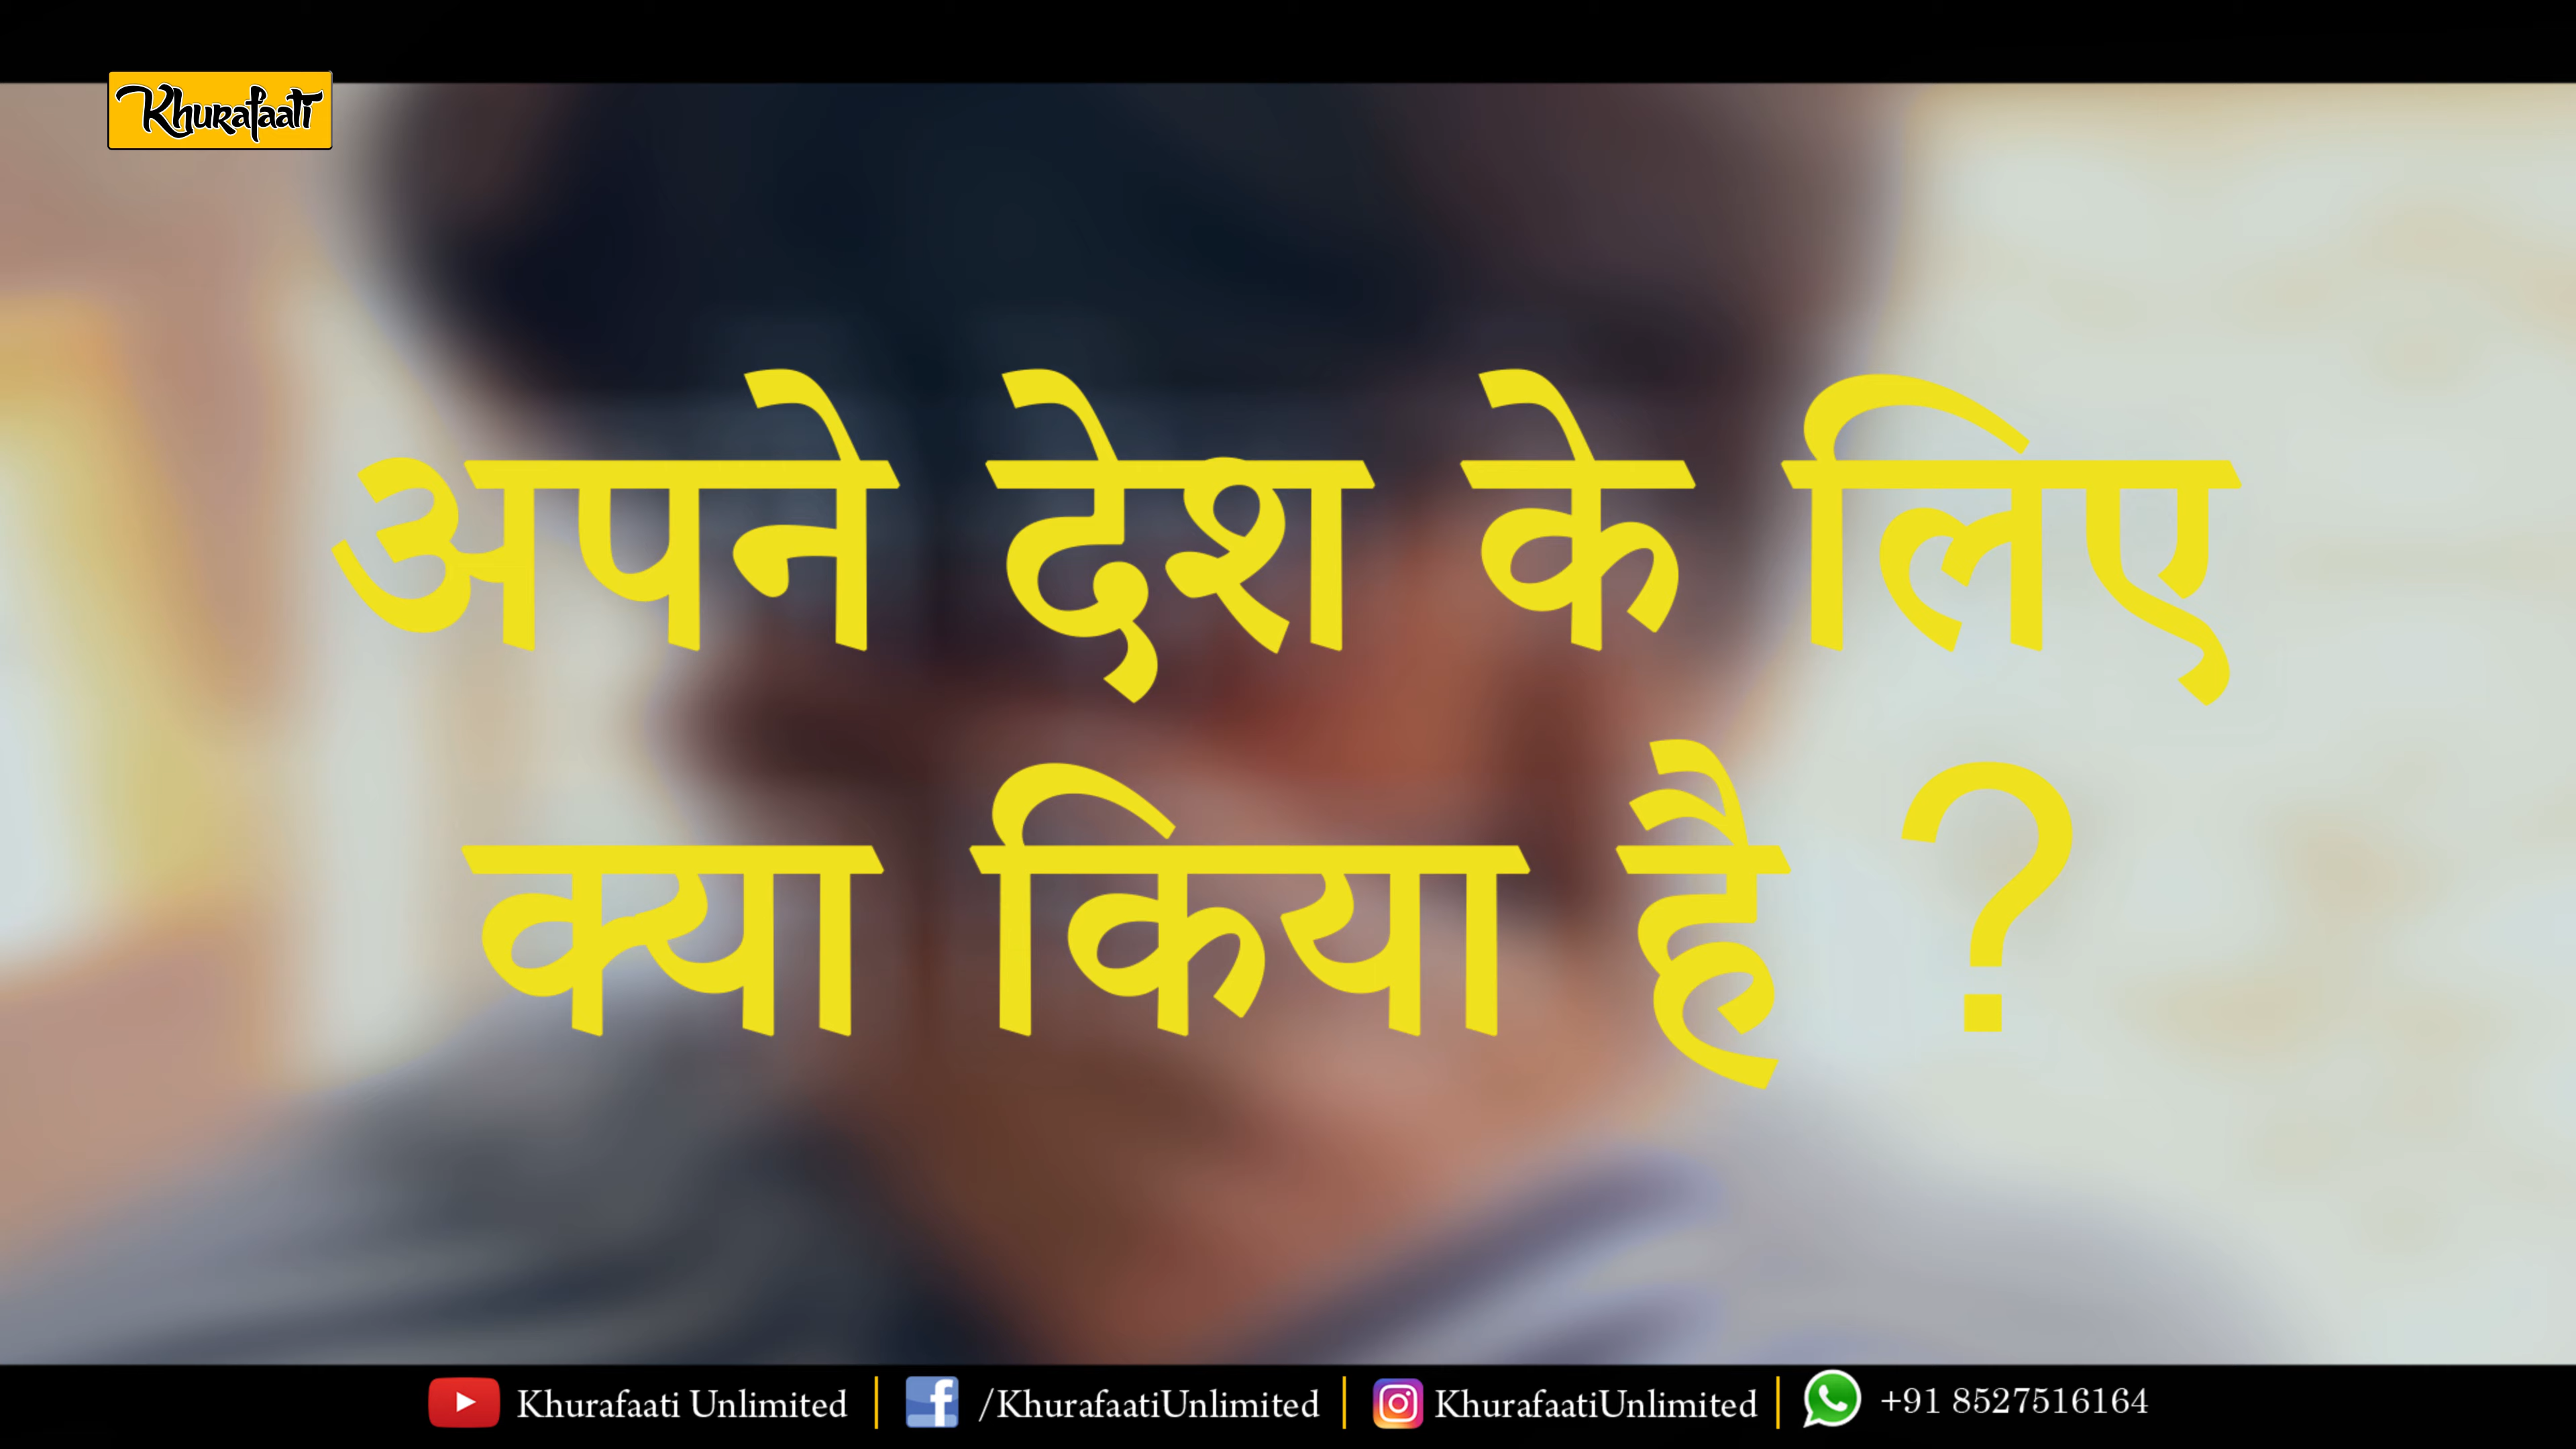 Khurafaati
अपने देश के लिए
क्या किया है ?
Khurafaati Unlimited | /KhurafaatiUnlimited | KhurafaatiUnlimited | +91 8527516164